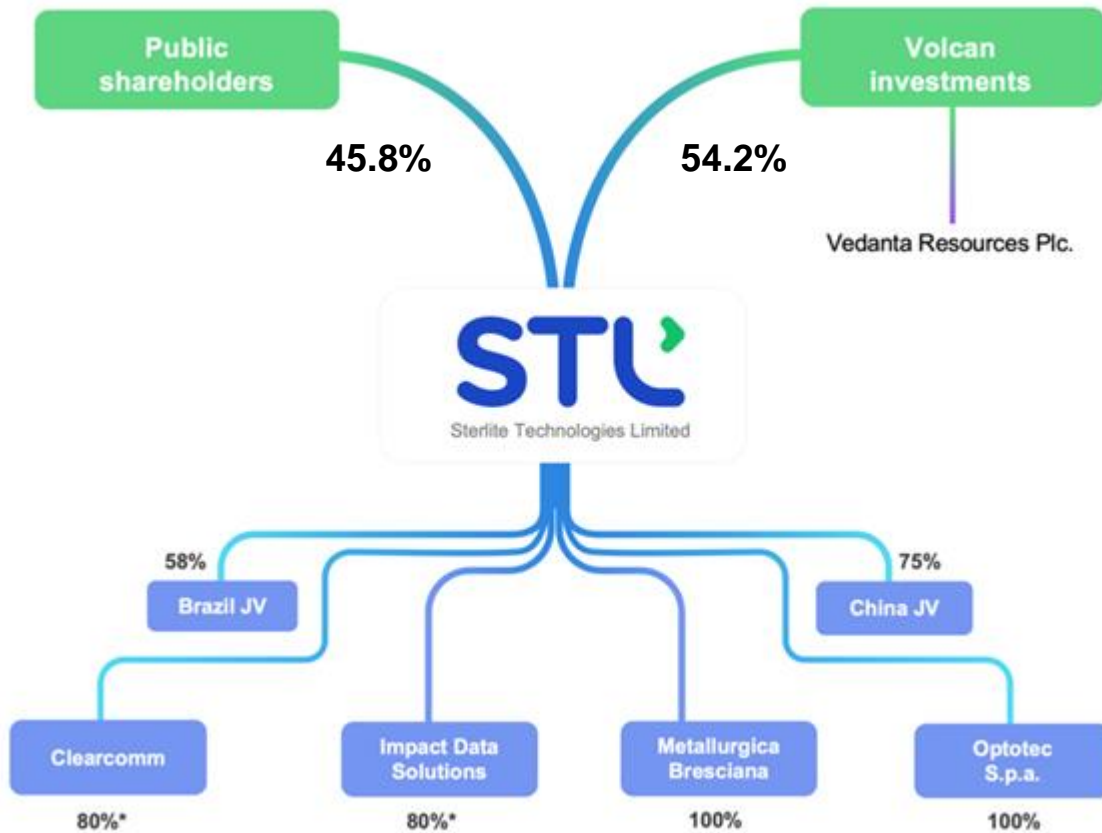 Public
shareholders
Volcan
investments
45.8%
54.2%
Vedanta Resources Plc.
STL
Sterlite Technologies Limited
58%
75%
Brazil JV
China JV
Clearcomm
Impact Data
Solutions
Metallurgica
Bresciana
Optotec
S.p.a.
80%*
80%*
100%
100%